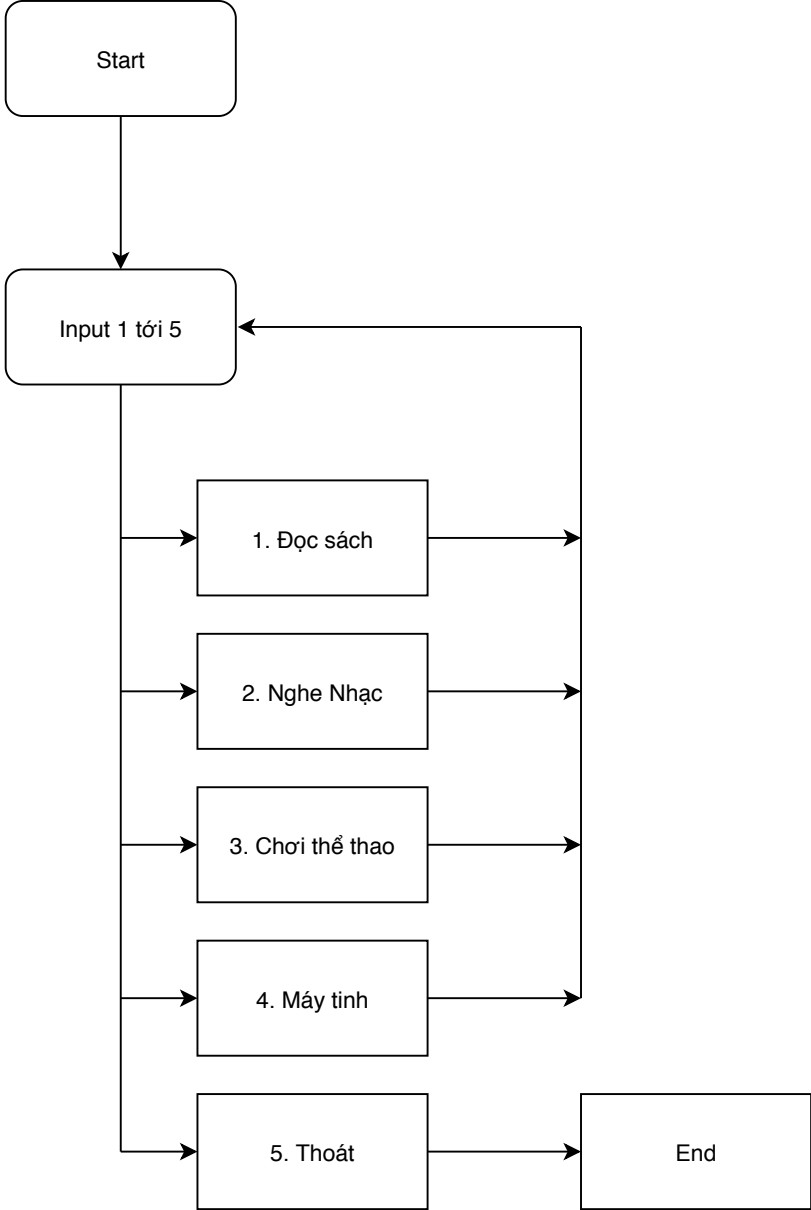 Start
Input 1 tới 5
1. Đọc sách
2. Nghe Nhạc
3. Chơi thể thao
4. Máy tinh
5. Thoát
End